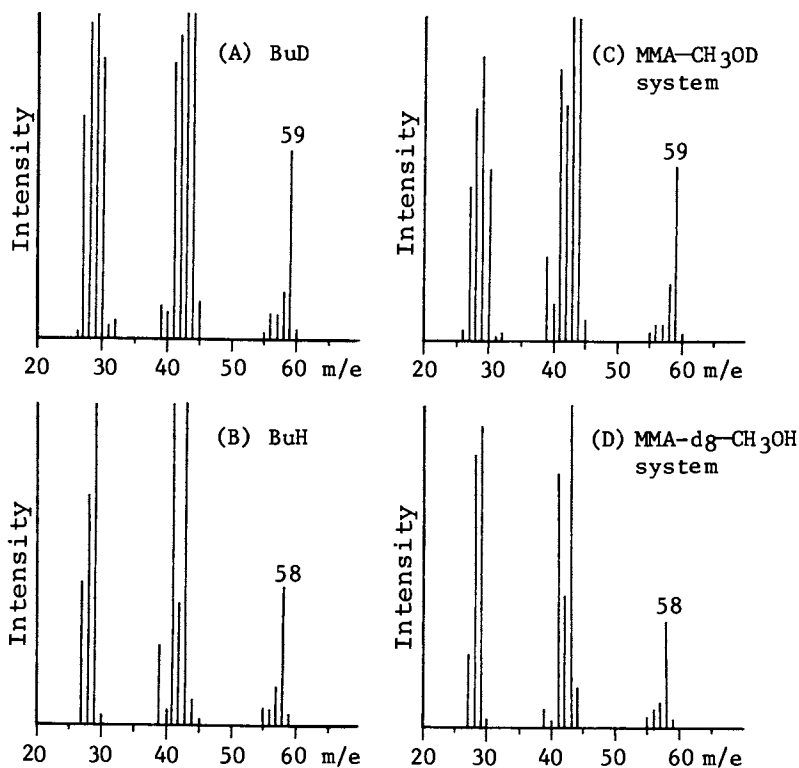 (A) BuD
Intensity
59
20 30 40 50 60 m/e
(C) MMA—CH3OD
system
Intensity
59
20 30 40 50 60 m/e
(B) BuH
Intensity
58
20 30 40 50 60 m/e
(D) MMA-d8—CH3OH
system
Intensity
58
20 30 40 50 60 m/e